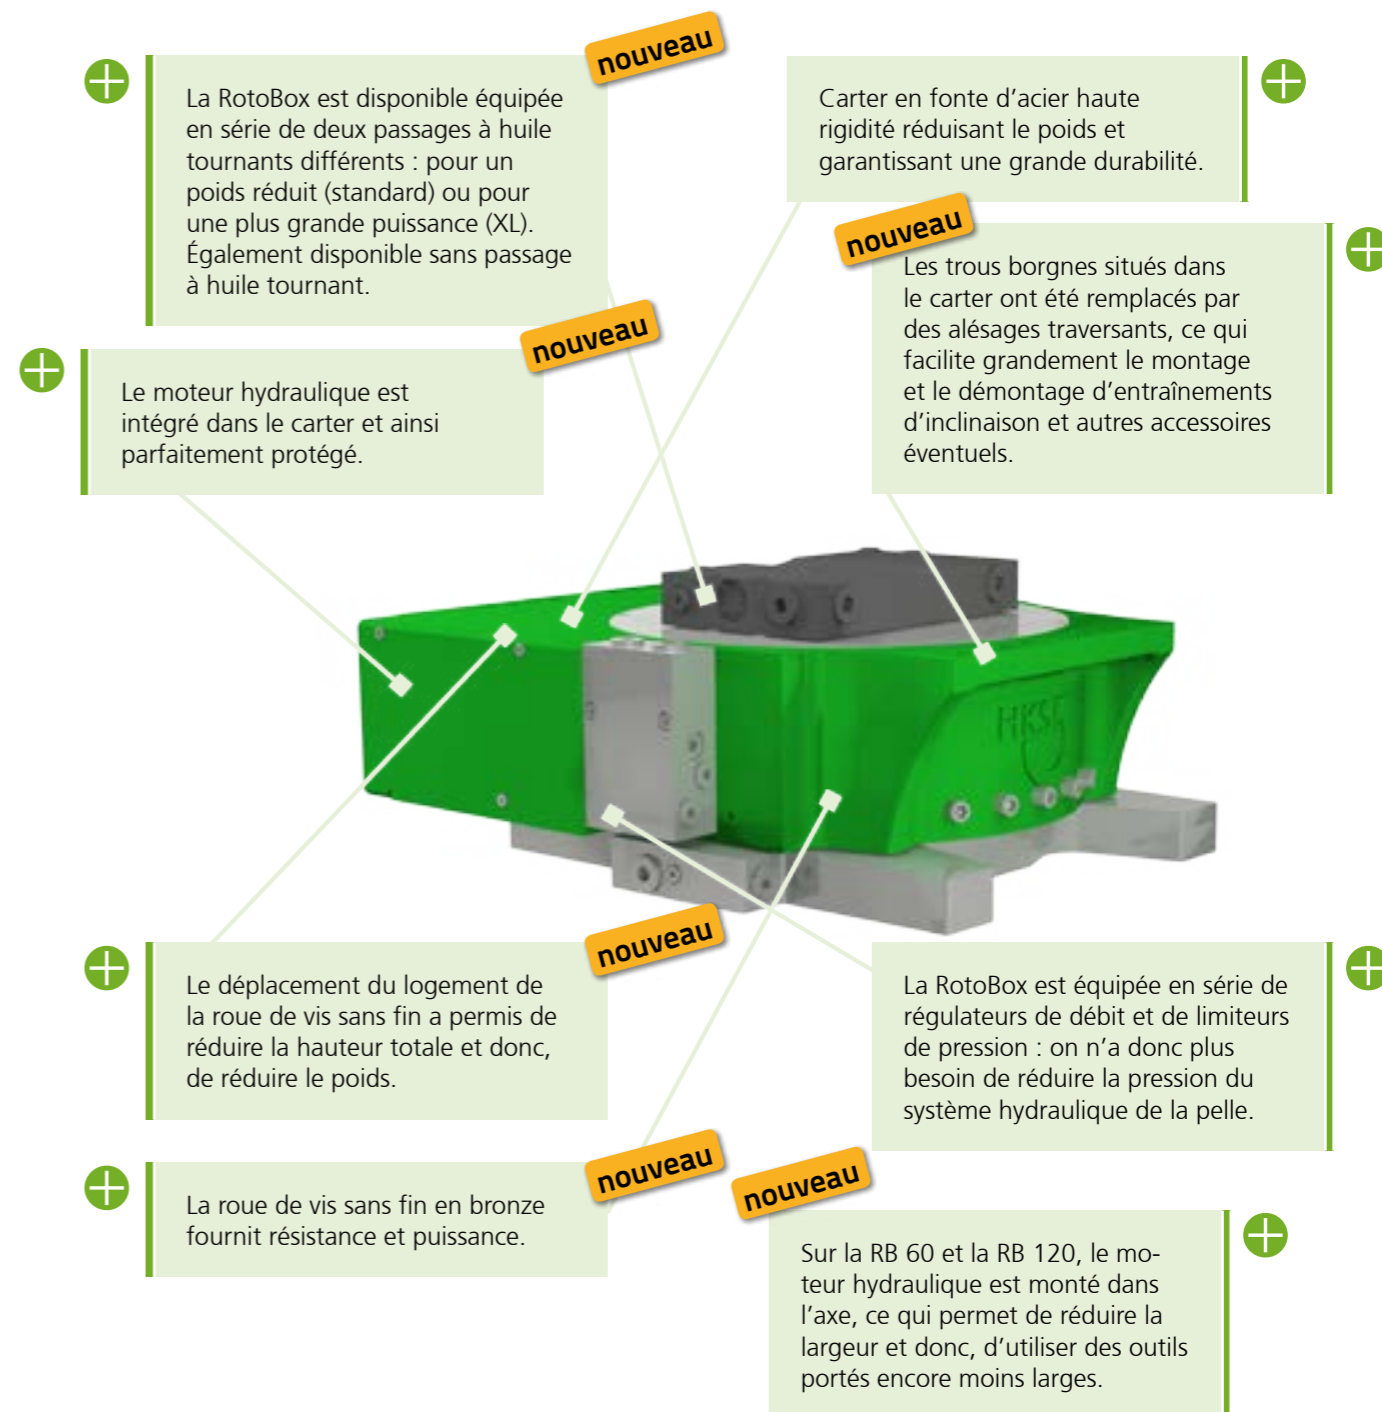 nouveau
La RotoBox est disponible équipée
en série de deux passages à huile
tournants différents : pour un
poids réduit (standard) ou pour
une plus grande puissance (XL).
Également disponible sans passage
à huile tournant.
Carter en fonte d’acier haute
rigidité réduisant le poids et
garantissant une grande durabilité.
nouveau
Les trous borgnes situés dans
le carter ont été remplacés par
des alésages traversants, ce qui
facilite grandement le montage
et le démontage d’entraînements
d’inclinaison et autres accessoires
éventuels.
nouveau
Le moteur hydraulique est
intégré dans le carter et ainsi
parfaitement protégé.
nouveau
Le déplacement du logement de
la roue de vis sans fin a permis de
réduire la hauteur totale et donc,
de réduire le poids.
La RotoBox est équipée en série de
régulateurs de débit et de limiteurs
de pression : on n’a donc plus
besoin de réduire la pression du
système hydraulique de la pelle.
nouveau
La roue de vis sans fin en bronze
fournit résistance et puissance.
nouveau
Sur la RB 60 et la RB 120, le mo-
teur hydraulique est monté dans
l’axe, ce qui permet de réduire la
largeur et donc, d’utiliser des outils
portés encore moins larges.